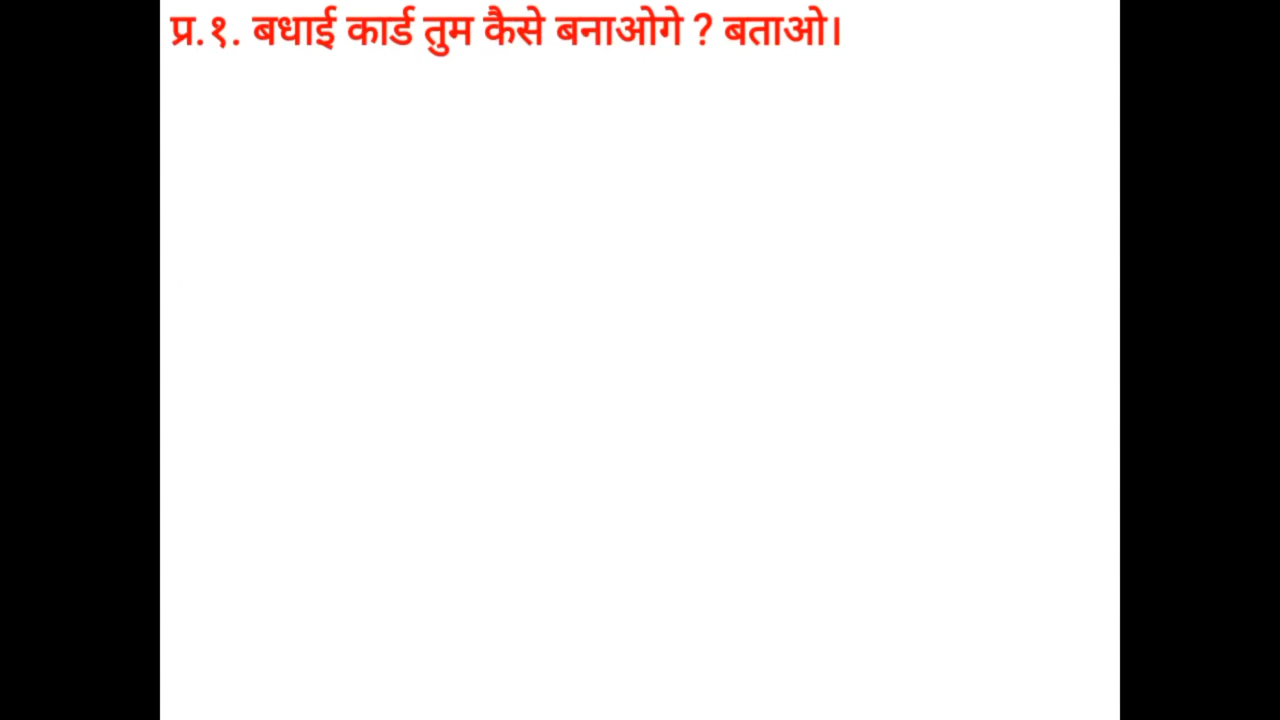 प्र.१. बधाई कार्ड तुम कैसे बनाओगे ? बताओ।